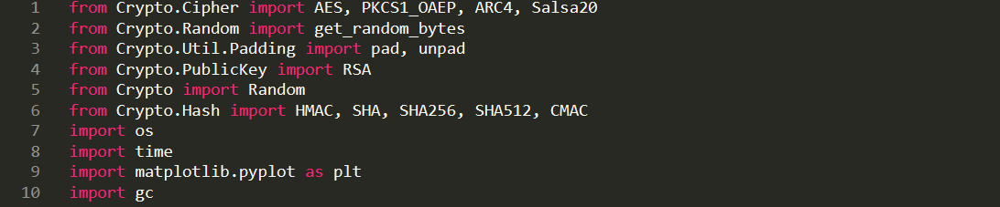 1 from Crypto.Cipher import AES, PKCS1_OAEP, ARC4, Salsa20
2 from Crypto.Random import get_random_bytes
3 from Crypto.Util.Padding import pad, unpad
4 from Crypto.PublicKey import RSA
5 from Crypto import Random
6 from Crypto.Hash import HMAC, SHA, SHA256, SHA512, CMAC
7 import os
8 import time
9 import matplotlib.pyplot as plt
10 import gc